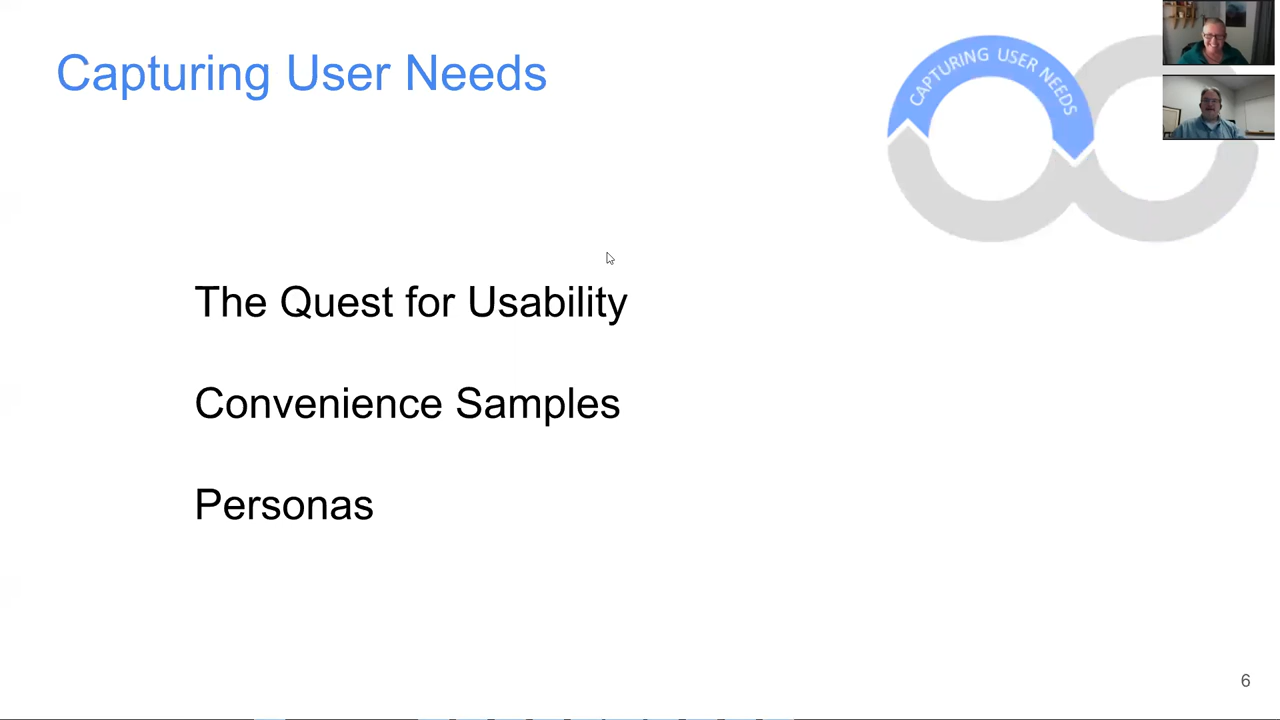 Capturing User Needs
CAPTURING USER NEEDS
The Quest for Usability
Convenience Samples
Personas
6